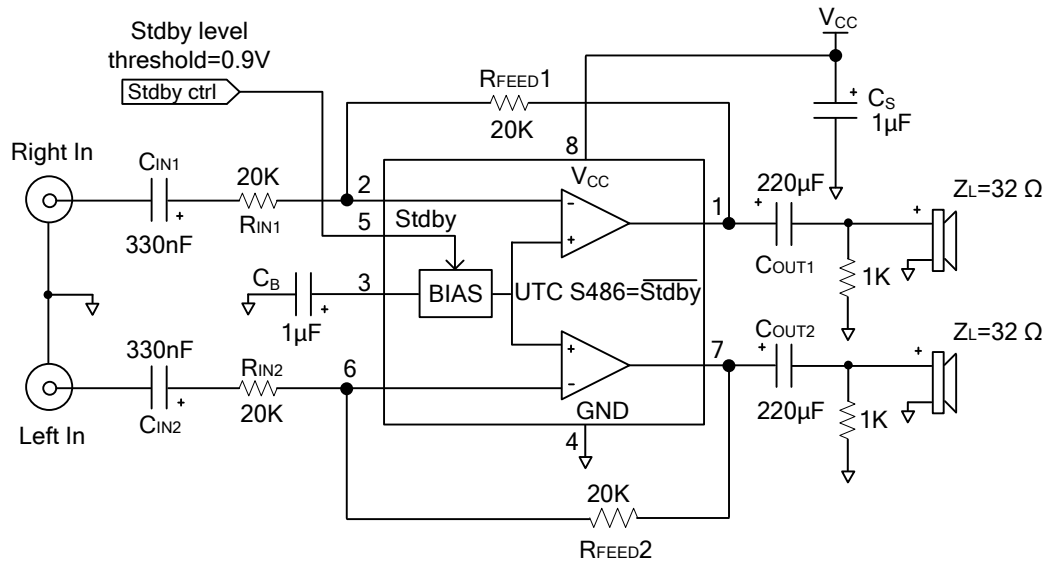 Stdby level
threshold=0.9V
Stdby ctrl
VCC
RFEED1
20K
8
CS
1µF
Right In
CIN1
330nF
20K
RIN1
2
5
Stdby
VCC
1
220µF
COUT1
1K
ZL=32 Ω
CB
1µF
3
BIAS
UTC S486=Stdby
330nF
CIN2
RIN2
20K
6
7
COUT2
220µF
1K
ZL=32 Ω
Left In
GND
4
20K
RFEED2